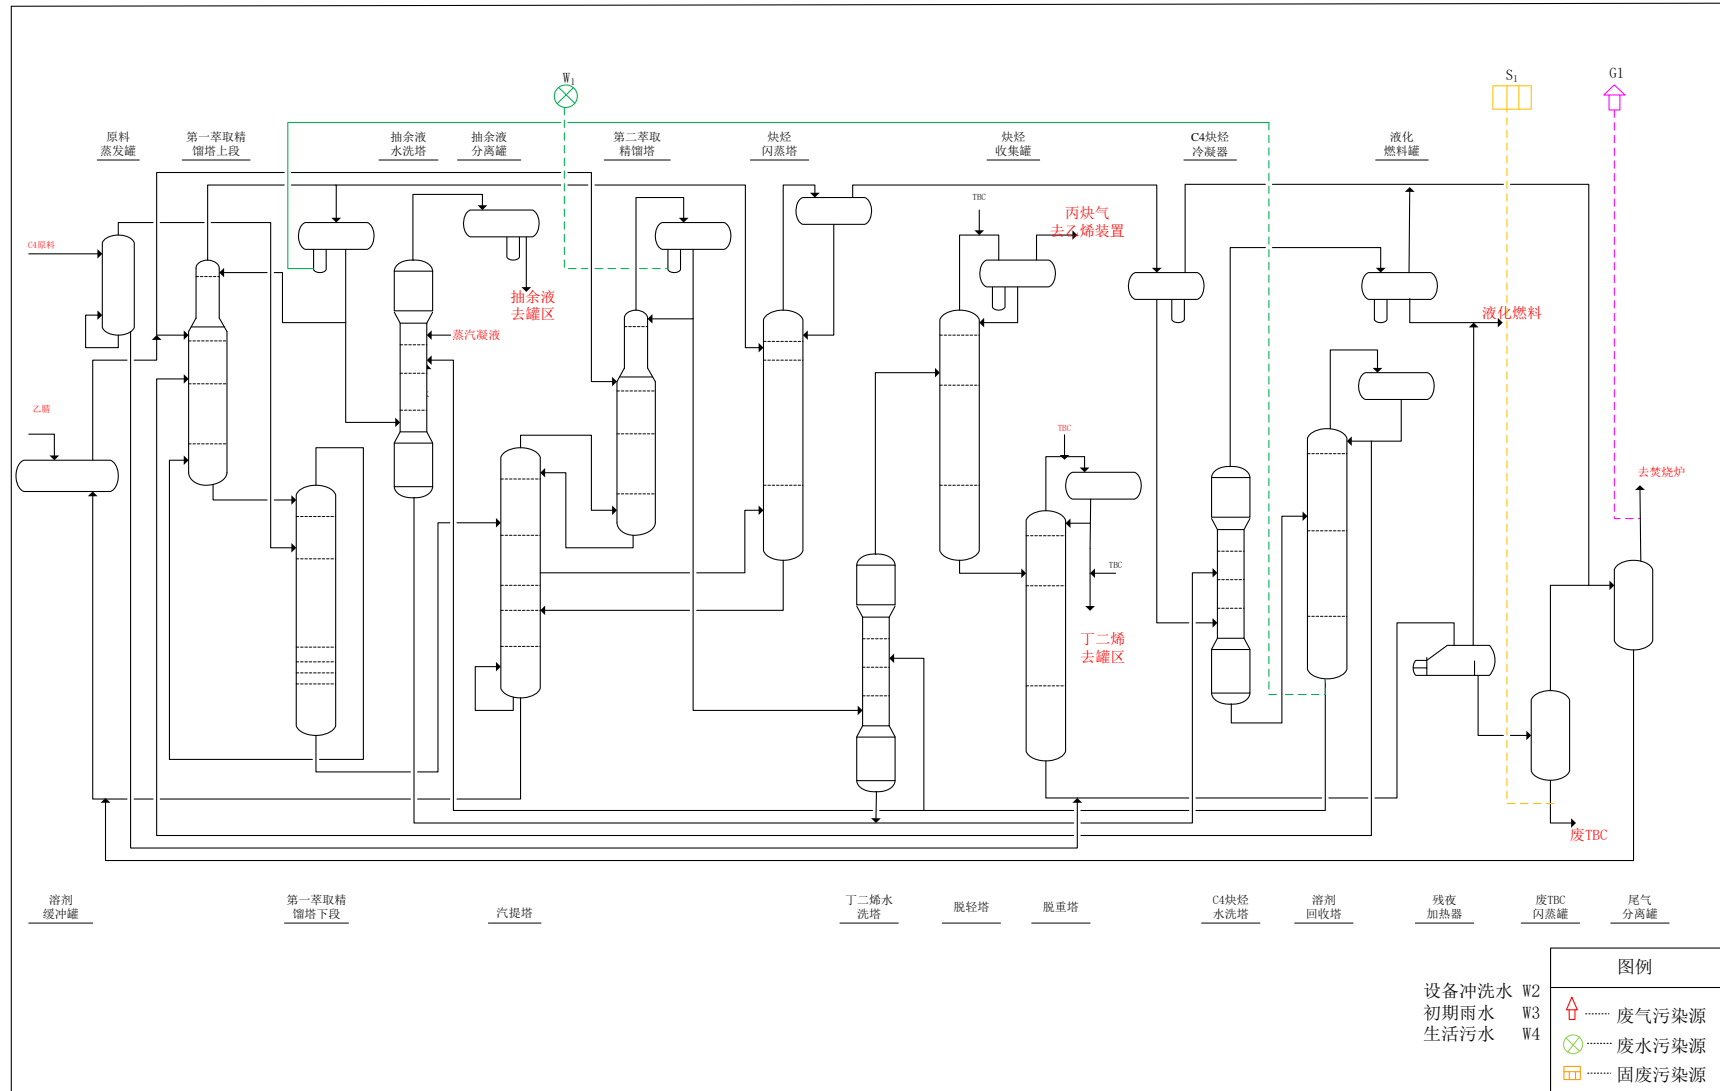 W₁
S₁
G1
原料
蒸发罐
第一萃取精
馏塔上段
抽余液
水洗塔
抽余液
分离罐
第二萃取
精馏塔
炔烃
闪蒸塔
炔烃
收集罐
C4炔烃
冷凝器
液化
燃料罐
TBC
丙炔气
去乙烯装置
C4原料
抽余液
去罐区
蒸汽凝液
液化燃料
乙腈
TBC
去焚烧炉
TBC
丁二烯
去罐区
废TBC
溶剂
缓冲罐
第一萃取精
馏塔下段
汽提塔
丁二烯水
洗塔
脱轻塔
脱重塔
C4炔烃
水洗塔
溶剂
回收塔
残夜
加热器
废TBC
闪蒸罐
尾气
分离罐
设备冲洗水 W2
初期雨水 W3
生活污水 W4
图例
废气污染源
废水污染源
固废污染源